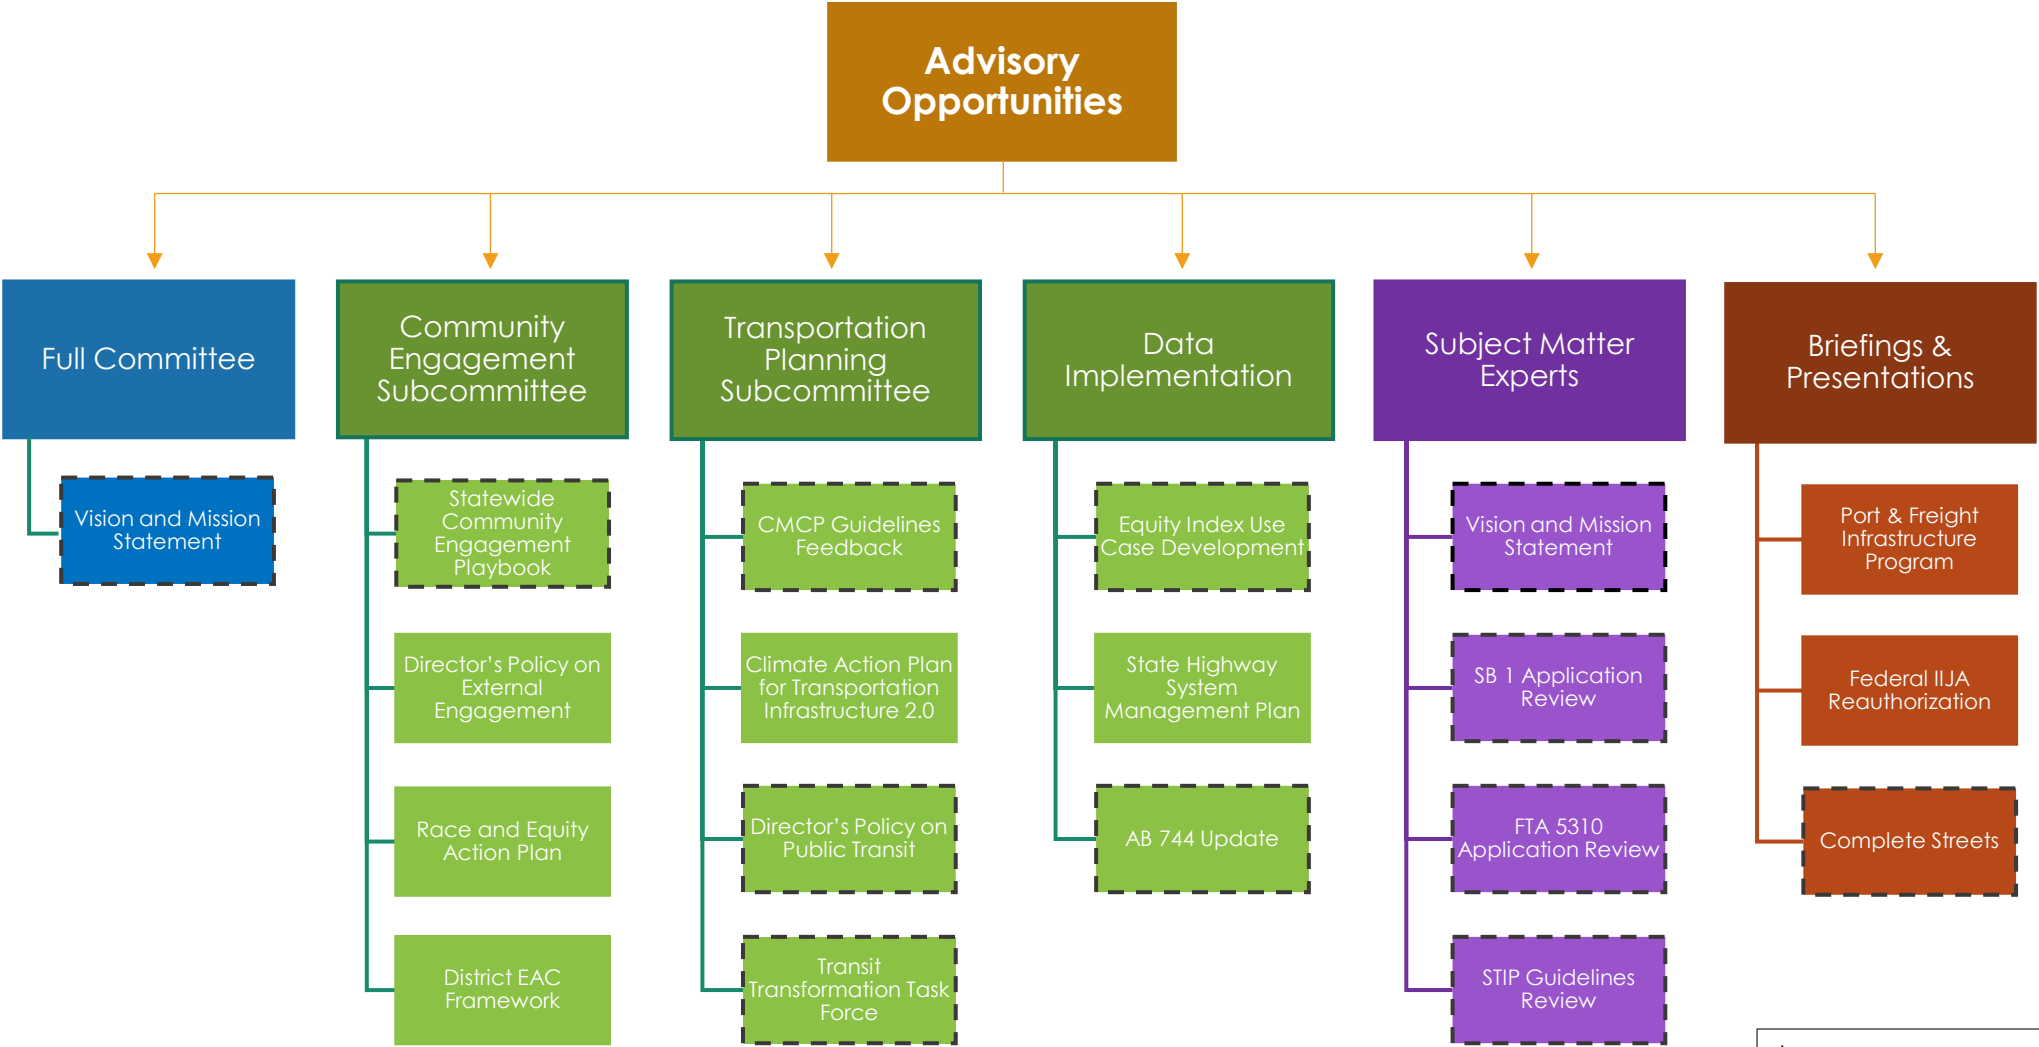 Advisory
Opportunities
Full Committee
Community
Engagement
Subcommittee
Transportation
Planning
Subcommittee
Data
Implementation
Subject Matter
Experts
Briefings &
Presentations
Vision and Mission
Statement
Statewide
Community
Engagement
Playbook
Director's Policy on
External
Engagement
Race and Equity
Action Plan
District EAC
Framework
CMCP Guidelines
Feedback
Climate Action Plan
for Transportation
Infrastructure 2.0
Director's Policy on
Public Transit
Transit
Transformation Task
Force
Equity Index Use
Case Development
State Highway
System
Management Plan
AB 744 Update
Vision and Mission
Statement
SB 1 Application
Review
FTA 5310
Application Review
STIP Guidelines
Review
Port & Freight
Infrastructure
Program
Federal IIJA
Reauthorization
Complete Streets